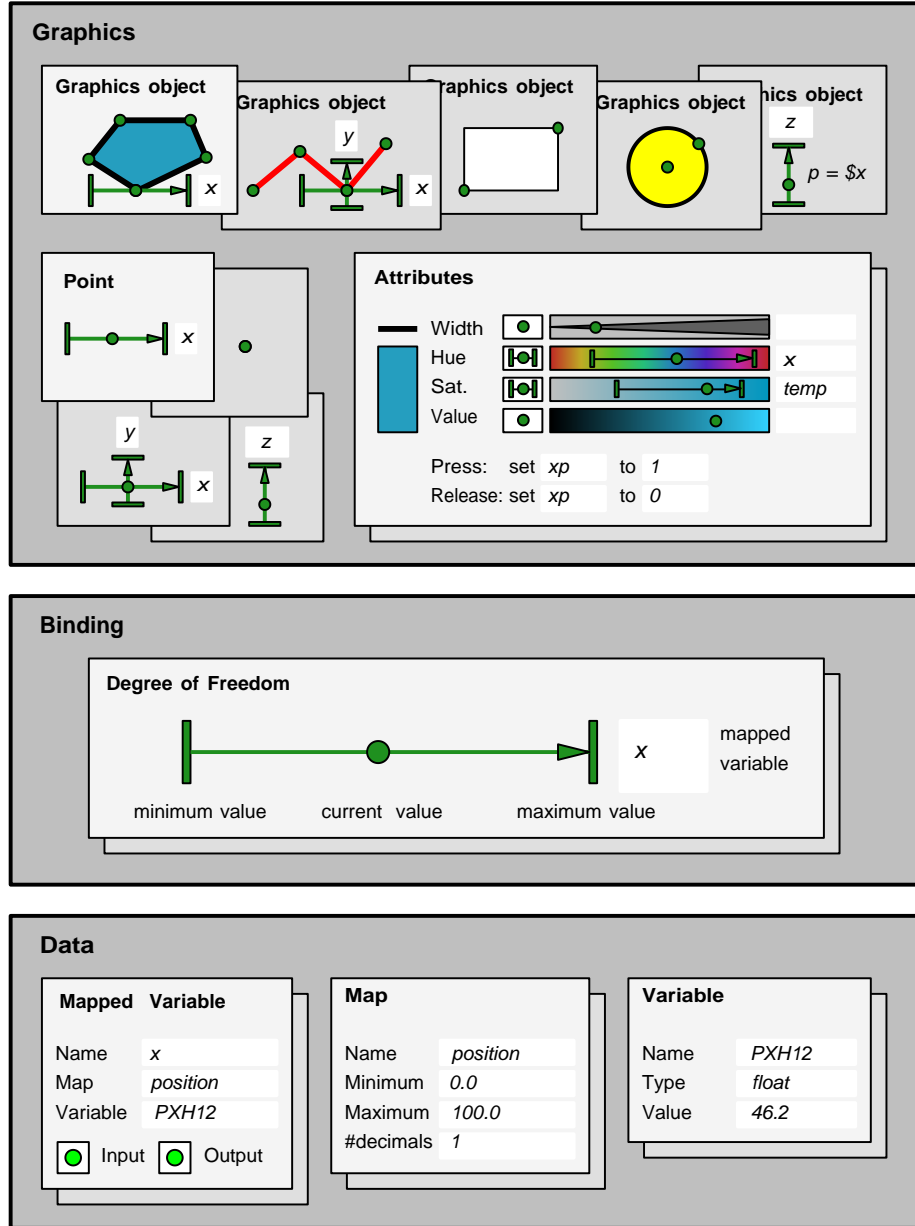 Graphics
Graphics object
x
Graphics object
y
x
Graphics object
Graphics object
hics object
z
p = $x
Point
x
y
x
z
Attributes
Width
Hue x
Sat. temp
Value
Press: set xp to 1
Release: set xp to 0
Binding
Degree of Freedom
x
mapped
variable
minimum value current value maximum value
Data
Mapped Variable
Name x
Map position
Variable PXH12
Input Output
Map
Name position
Minimum 0.0
Maximum 100.0
#decimals 1
Variable
Name PXH12
Type float
Value 46.2